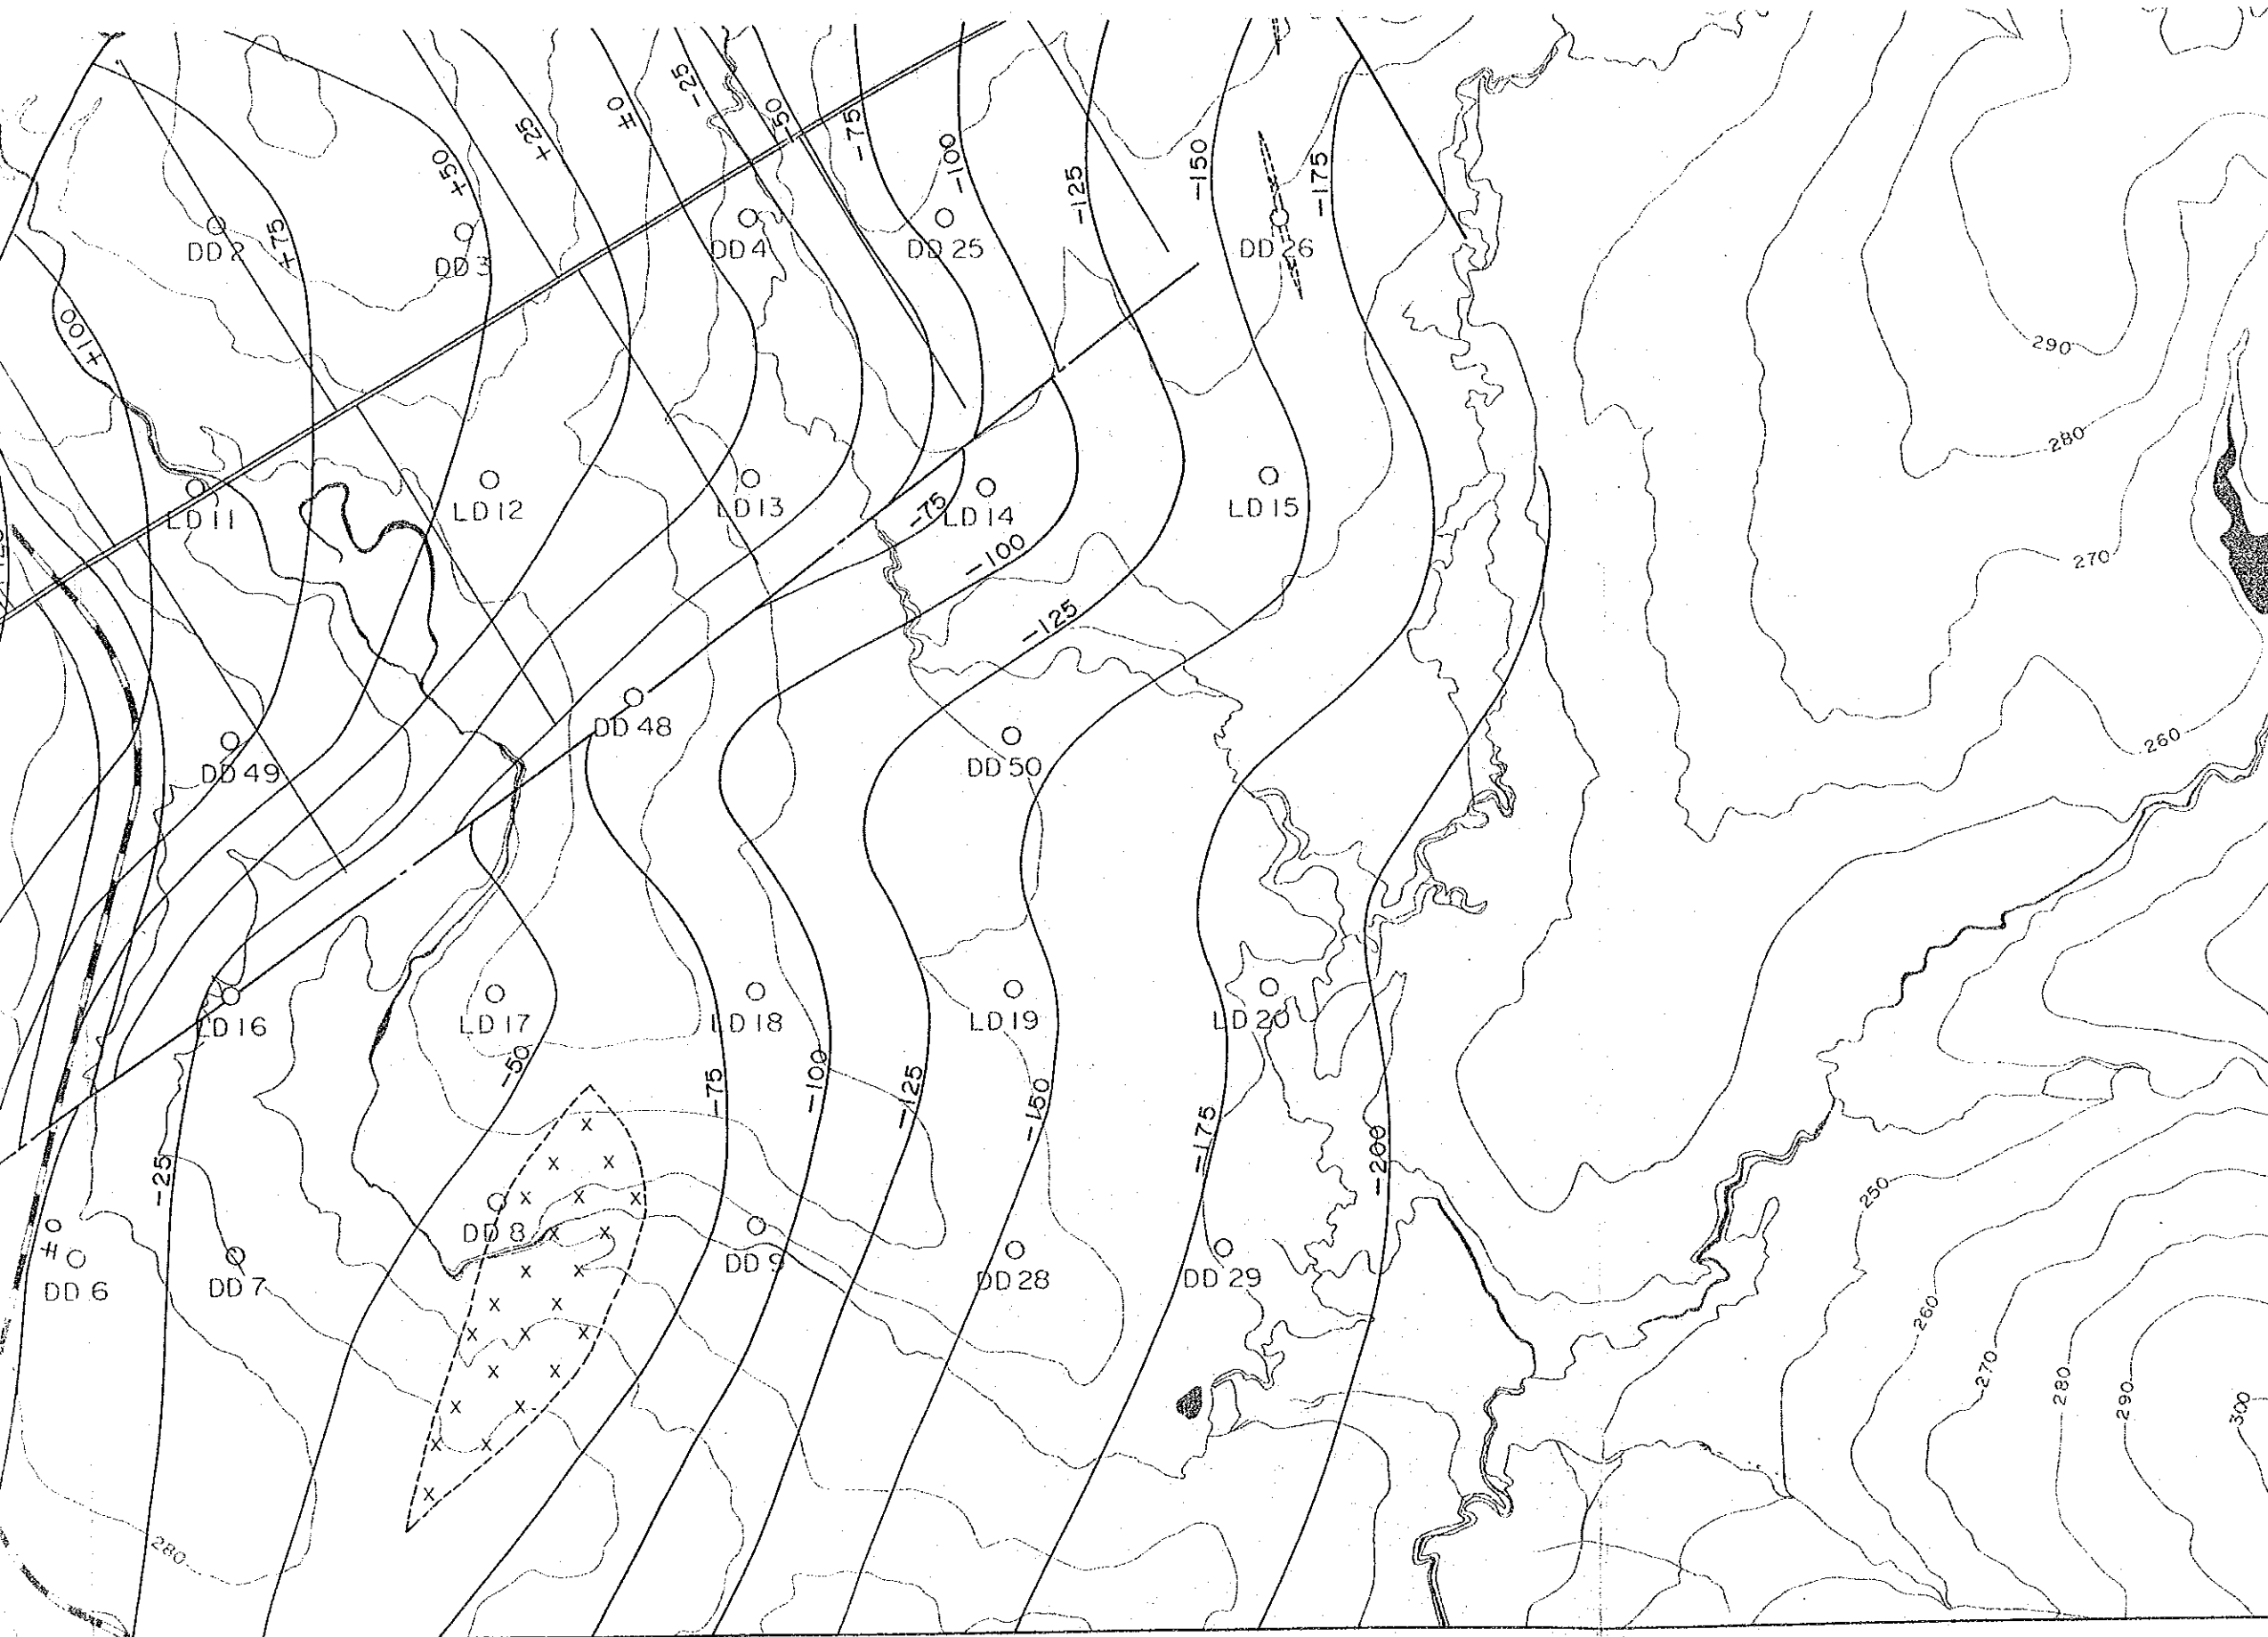 -25
±0
-50
-75
+25
-100
+50
-150
-175
-125
+75
DD 2
DD 3
DD 4
DD 25
DD 26
+100
290
280
LD 11
LD 12
LD 13
-75
LD 14
LD 15
-100
270
-125
DD 48
260
DD 49
DD 50
LD 16
LD 17
LD 18
LD 19
LD 20
-50
-75
-100
-125
-150
-175
-200
-25
250
DD 8
DD 9
DD 6
DD 7
DD 28
DD 29
260
270
280
290
300
280
x x x x x x x x x x x x x x x x x x x x x x x